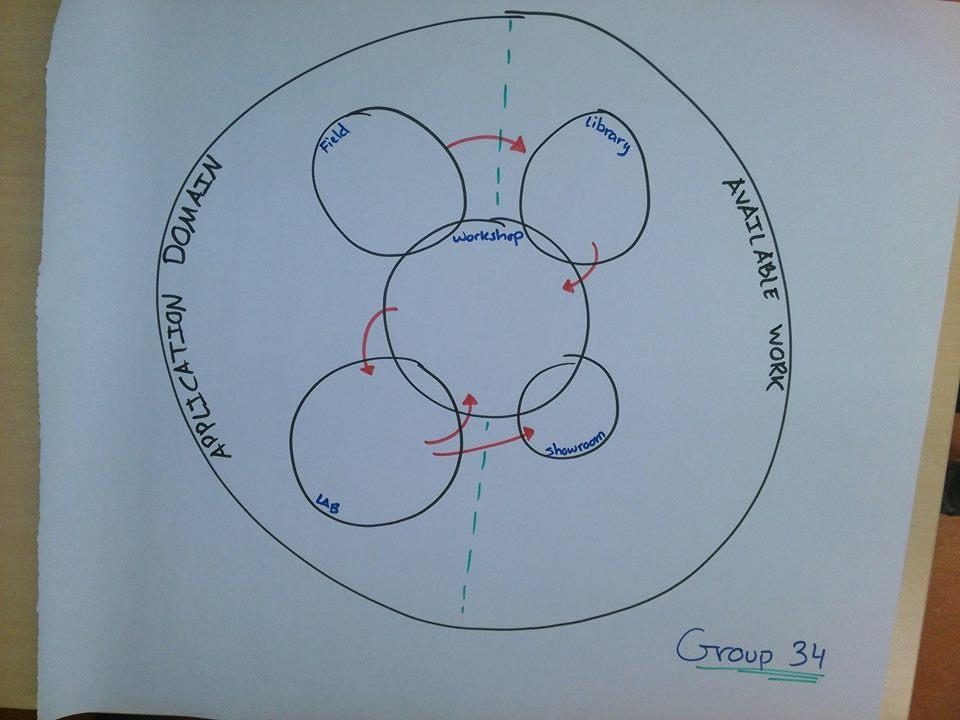 Field
Library
Workshop
APPLICATION DOMAIN
AVAILABLE WORK
LAB
Showroom
Group 34